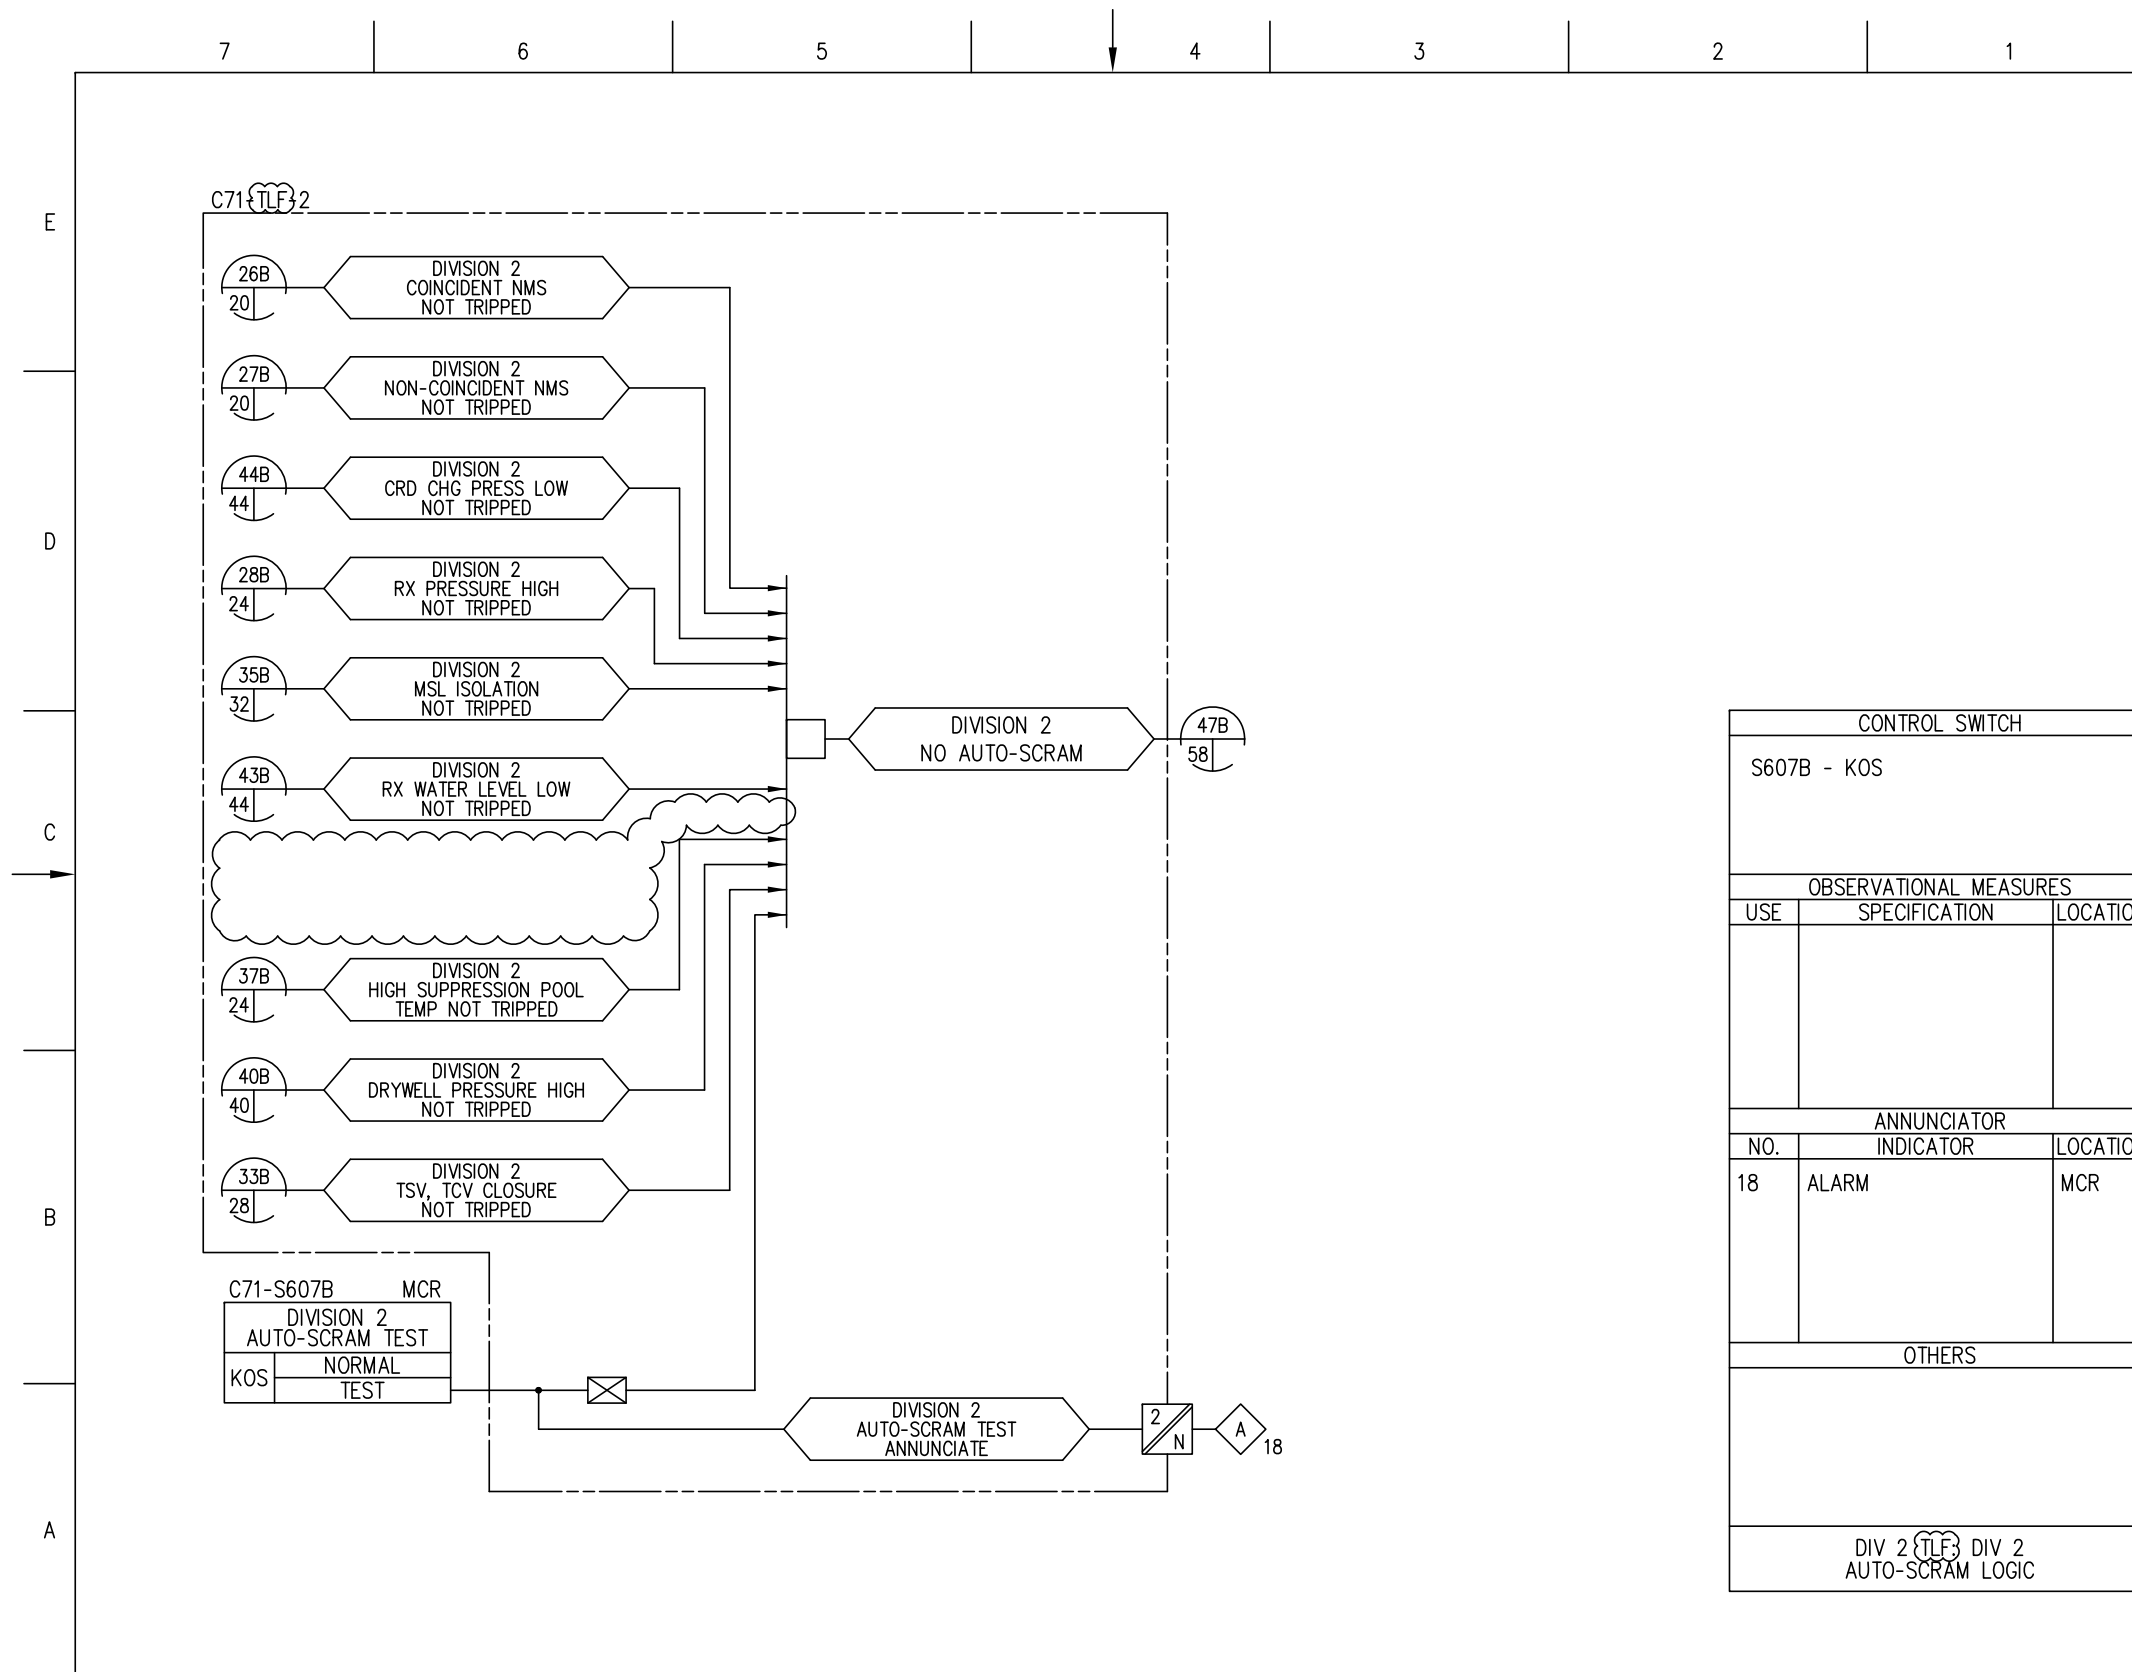 7 6 5 4 3 2 1
E
D
C
B
A
C71-TLF-2
26B
20
DIVISION 2
COINCIDENT NMS
NOT TRIPPED
27B
20
DIVISION 2
NON-COINCIDENT NMS
NOT TRIPPED
44B
44
DIVISION 2
CRD CHG PRESS LOW
NOT TRIPPED
28B
24
DIVISION 2
RX PRESSURE HIGH
NOT TRIPPED
35B
32
DIVISION 2
MSL ISOLATION
NOT TRIPPED
43B
44
DIVISION 2
RX WATER LEVEL LOW
NOT TRIPPED
37B
24
DIVISION 2
HIGH SUPPRESSION POOL
TEMP NOT TRIPPED
40B
40
DIVISION 2
DRYWELL PRESSURE HIGH
NOT TRIPPED
33B
28
DIVISION 2
TSV, TCV CLOSURE
NOT TRIPPED
DIVISION 2
NO AUTO-SCRAM
47B
58
C71-S607B MCR
DIVISION 2
AUTO-SCRAM TEST
KOS
NORMAL
TEST
DIVISION 2
AUTO-SCRAM TEST
ANNUNCIATE
2
N
A
18
CONTROL SWITCH
S607B - KOS
OBSERVATIONAL MEASURES
USE SPECIFICATION LOCATIO
ANNUNCIATOR
NO. INDICATOR LOCATIO
18 ALARM MCR
OTHERS
DIV 2 TLF: DIV 2
AUTO-SCRAM LOGIC